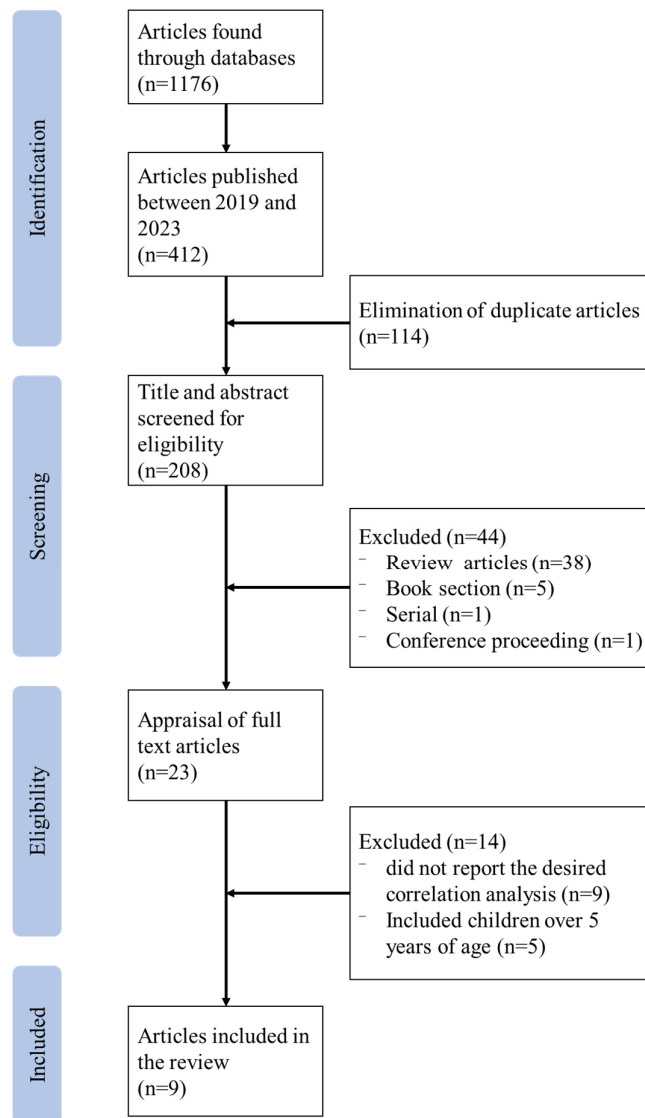 Identification
Articles found
through databases
(n=1176)
Articles published
between 2019 and
2023
(n=412)
Elimination of duplicate articles
(n=114)
Screening
Title and abstract
screened for
eligibility
(n=208)
Excluded (n=44)
- Review articles (n=38)
- Book section (n=5)
- Serial (n=1)
- Conference proceeding (n=1)
Eligibility
Appraisal of full
text articles
(n=23)
Excluded (n=14)
- did not report the desired
correlation analysis (n=9)
- Included children over 5
years of age (n=5)
Included
Articles included in
the review
(n=9)